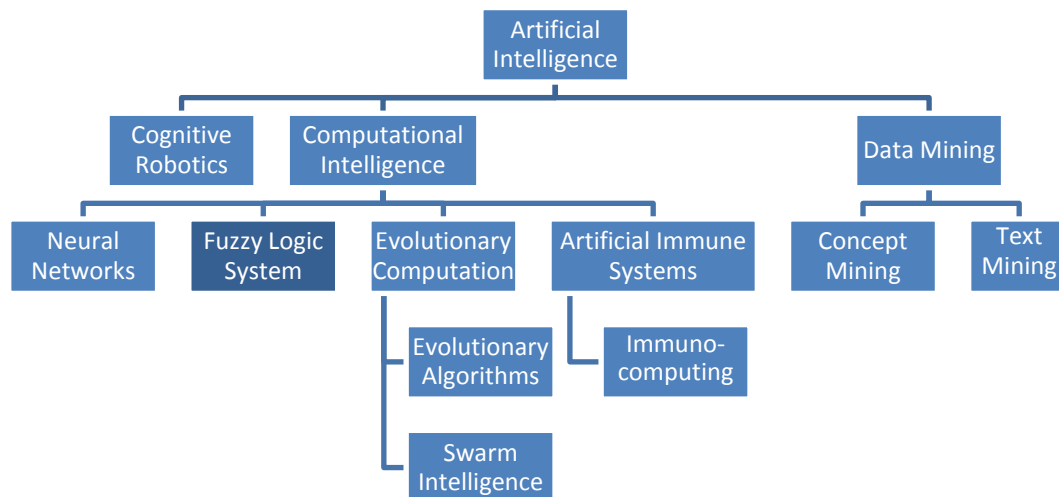 Artificial
Intelligence
Cognitive
Robotics
Computational
Intelligence
Data Mining
Neural
Networks
Fuzzy Logic
System
Evolutionary
Computation
Artificial Immune
Systems
Concept
Mining
Text
Mining
Evolutionary
Algorithms
Immuno-
computing
Swarm
Intelligence